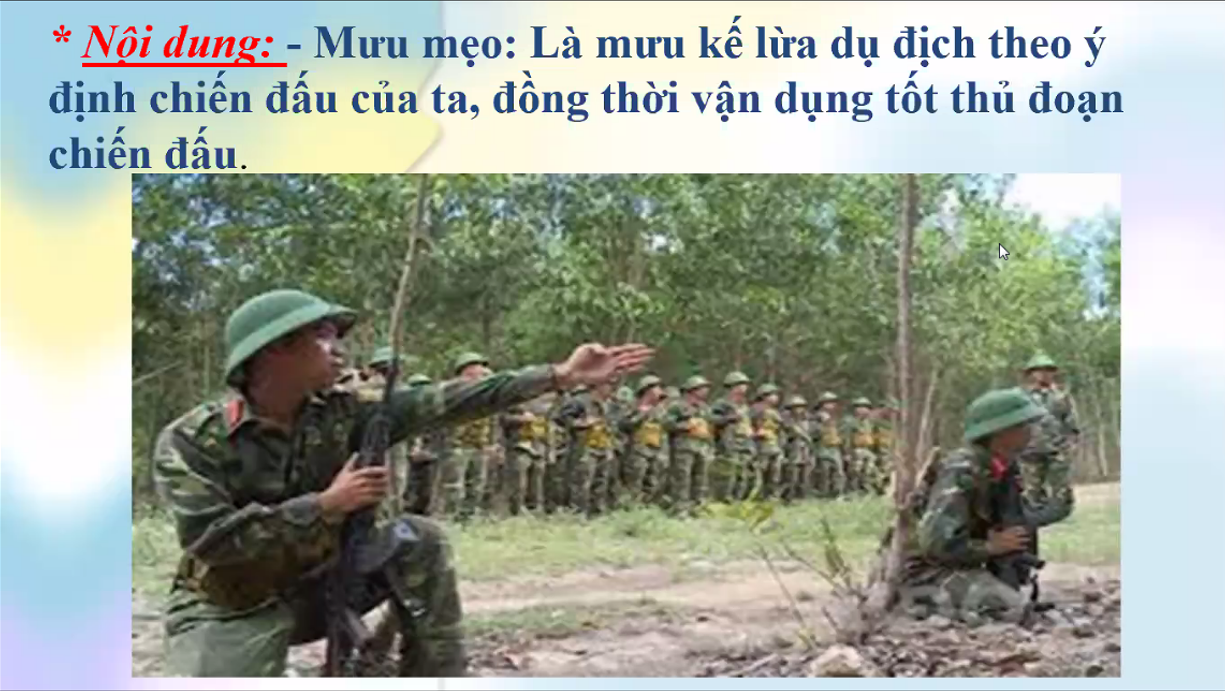 * Nội dung: - Mưu mẹo: Là mưu kế lừa dụ địch theo ý
định chiến đấu của ta, đồng thời vận dụng tốt thủ đoạn
chiến đấu.